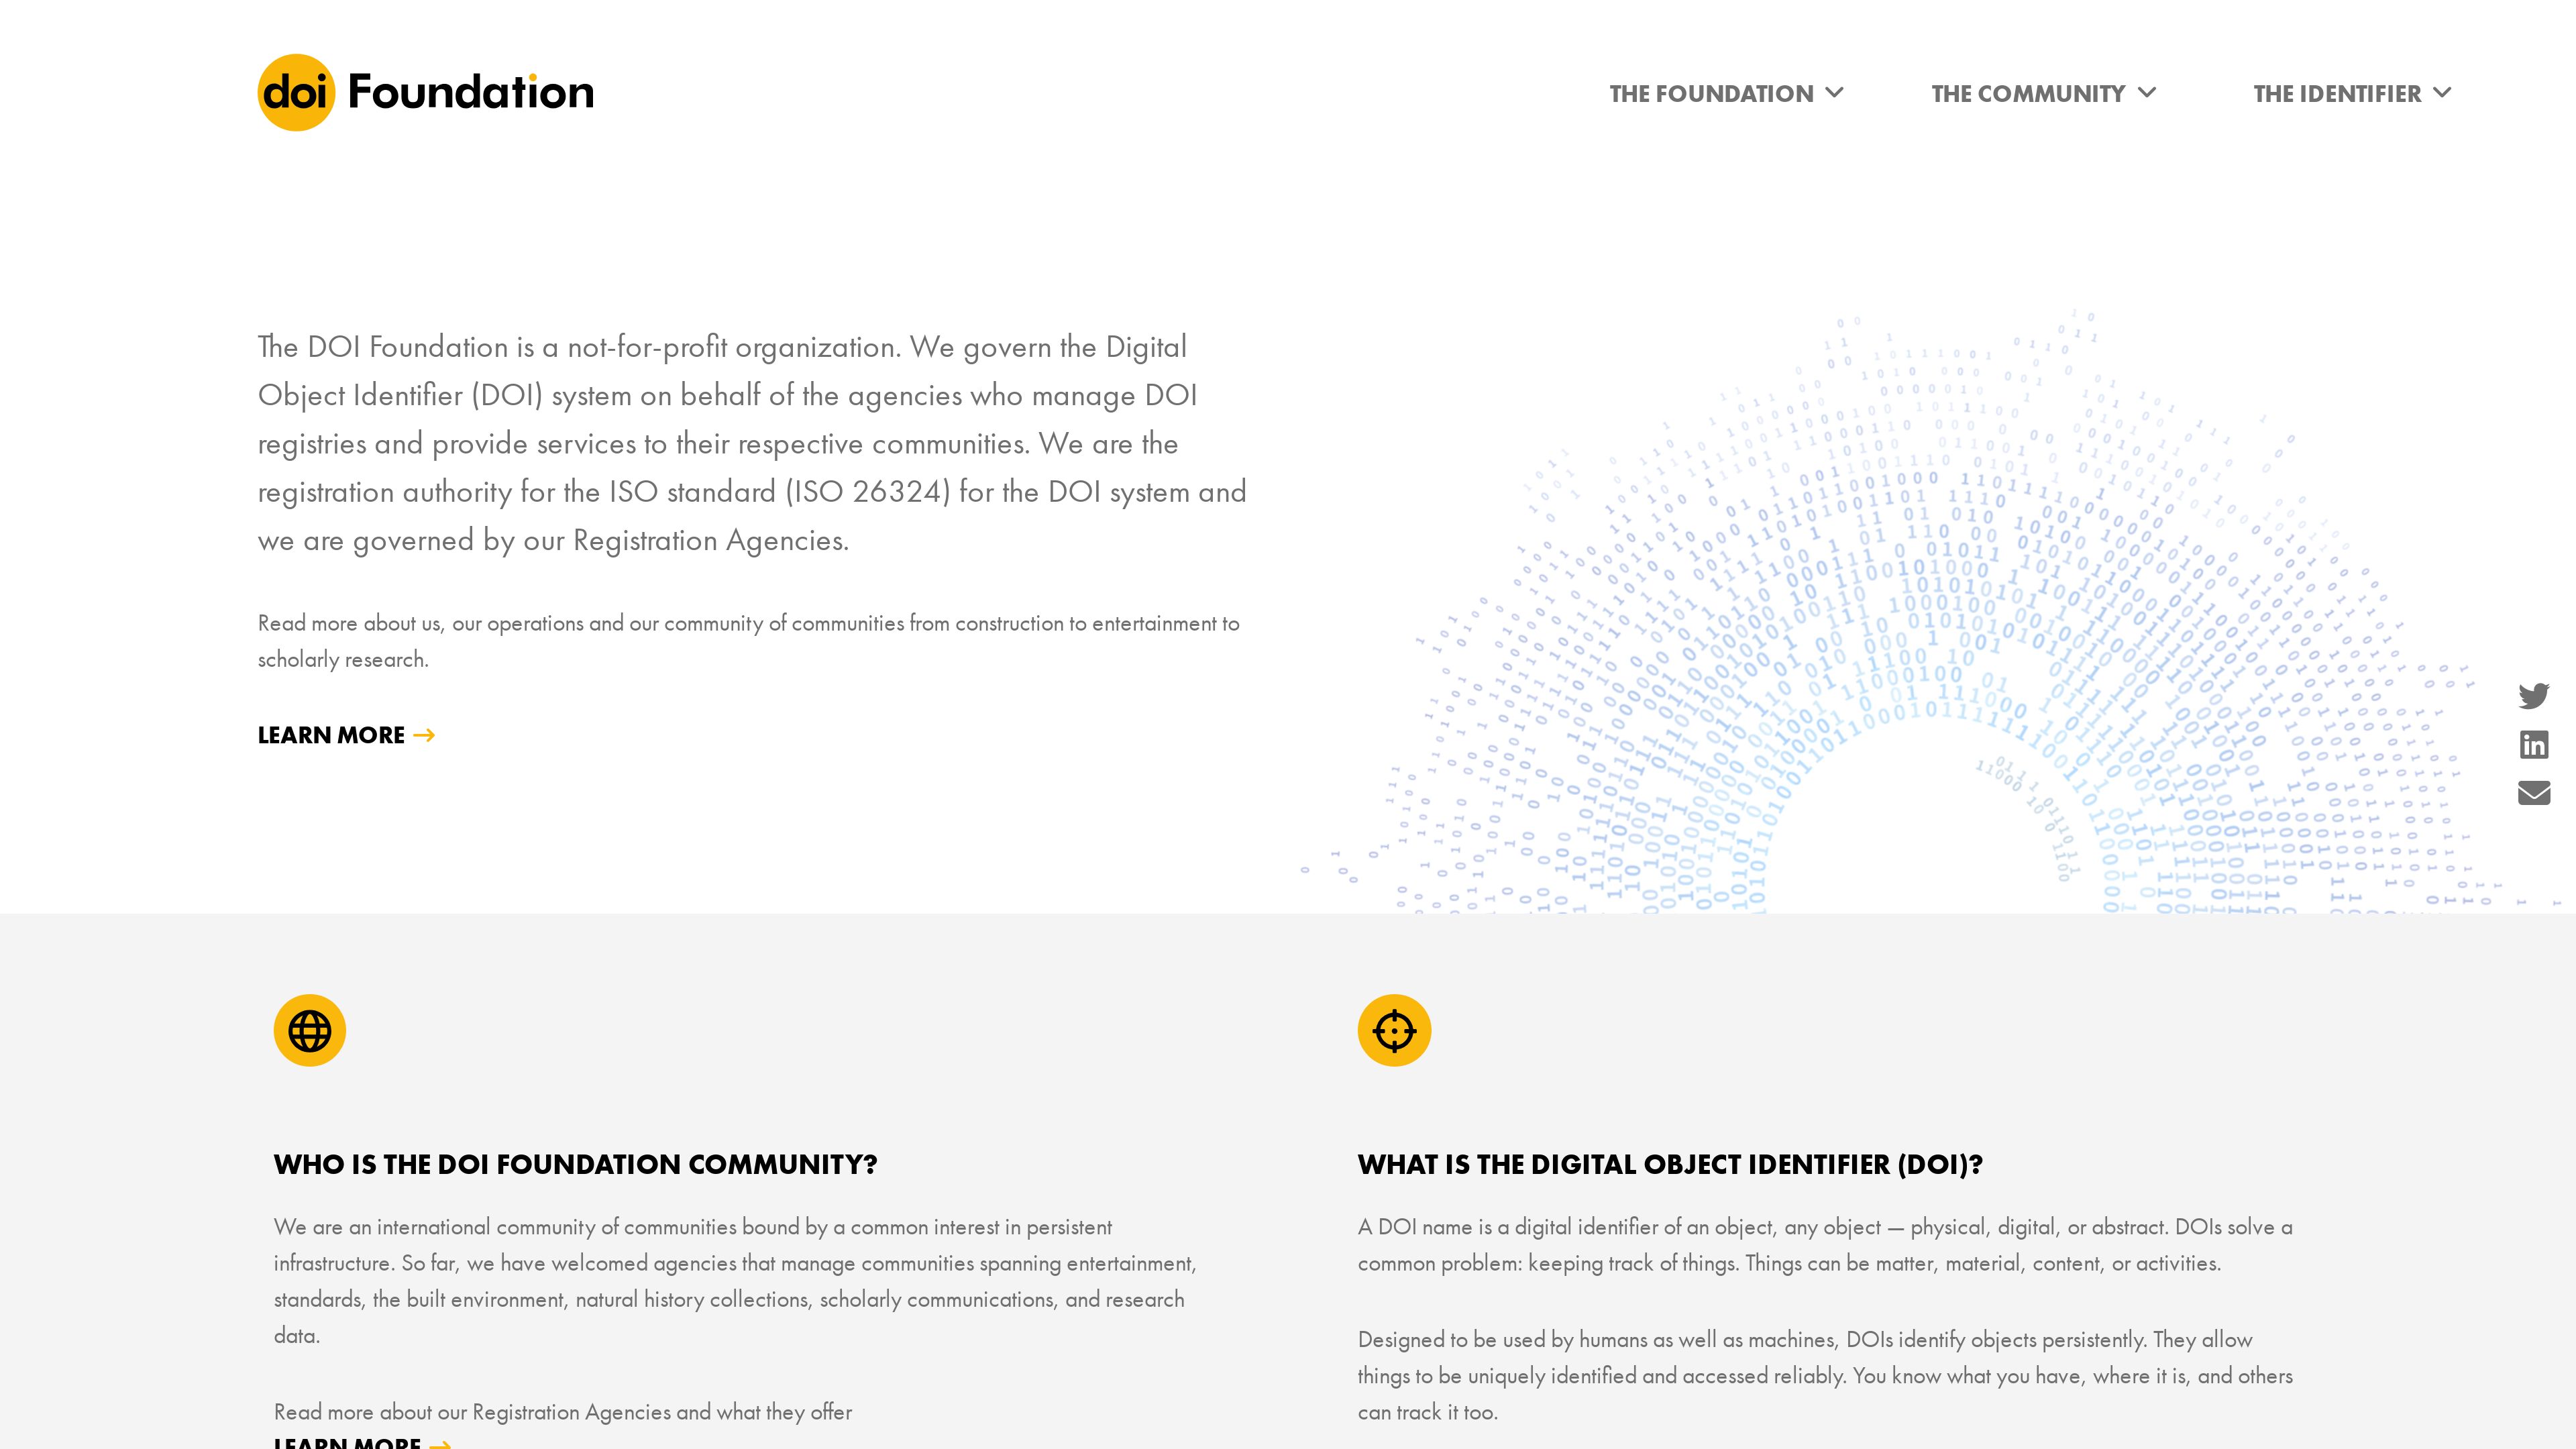 doi Foundation
THE FOUNDATION
THE COMMUNITY
THE IDENTIFIER
The DOI Foundation is a not-for-profit organization. We govern the Digital
Object Identifier (DOI) system on behalf of the agencies who manage DOI
registries and provide services to their respective communities. We are the
registration authority for the ISO standard (ISO 26324) for the DOI system and
we are governed by our Registration Agencies.
Read more about us, our operations and our community of communities from construction to entertainment to
scholarly research.
LEARN MORE
WHO IS THE DOI FOUNDATION COMMUNITY?
We are an international community of communities bound by a common interest in persistent
infrastructure. So far, we have welcomed agencies that manage communities spanning entertainment,
standards, the built environment, natural history collections, scholarly communications, and research
data.
Read more about our Registration Agencies and what they offer
LEARN MORE
WHAT IS THE DIGITAL OBJECT IDENTIFIER (DOI)?
A DOI name is a digital identifier of an object, any object — physical, digital, or abstract. DOIs solve a
common problem: keeping track of things. Things can be matter, material, content, or activities.
Designed to be used by humans as well as machines, DOIs identify objects persistently. They allow
things to be uniquely identified and accessed reliably. You know what you have, where it is, and others
can track it too.